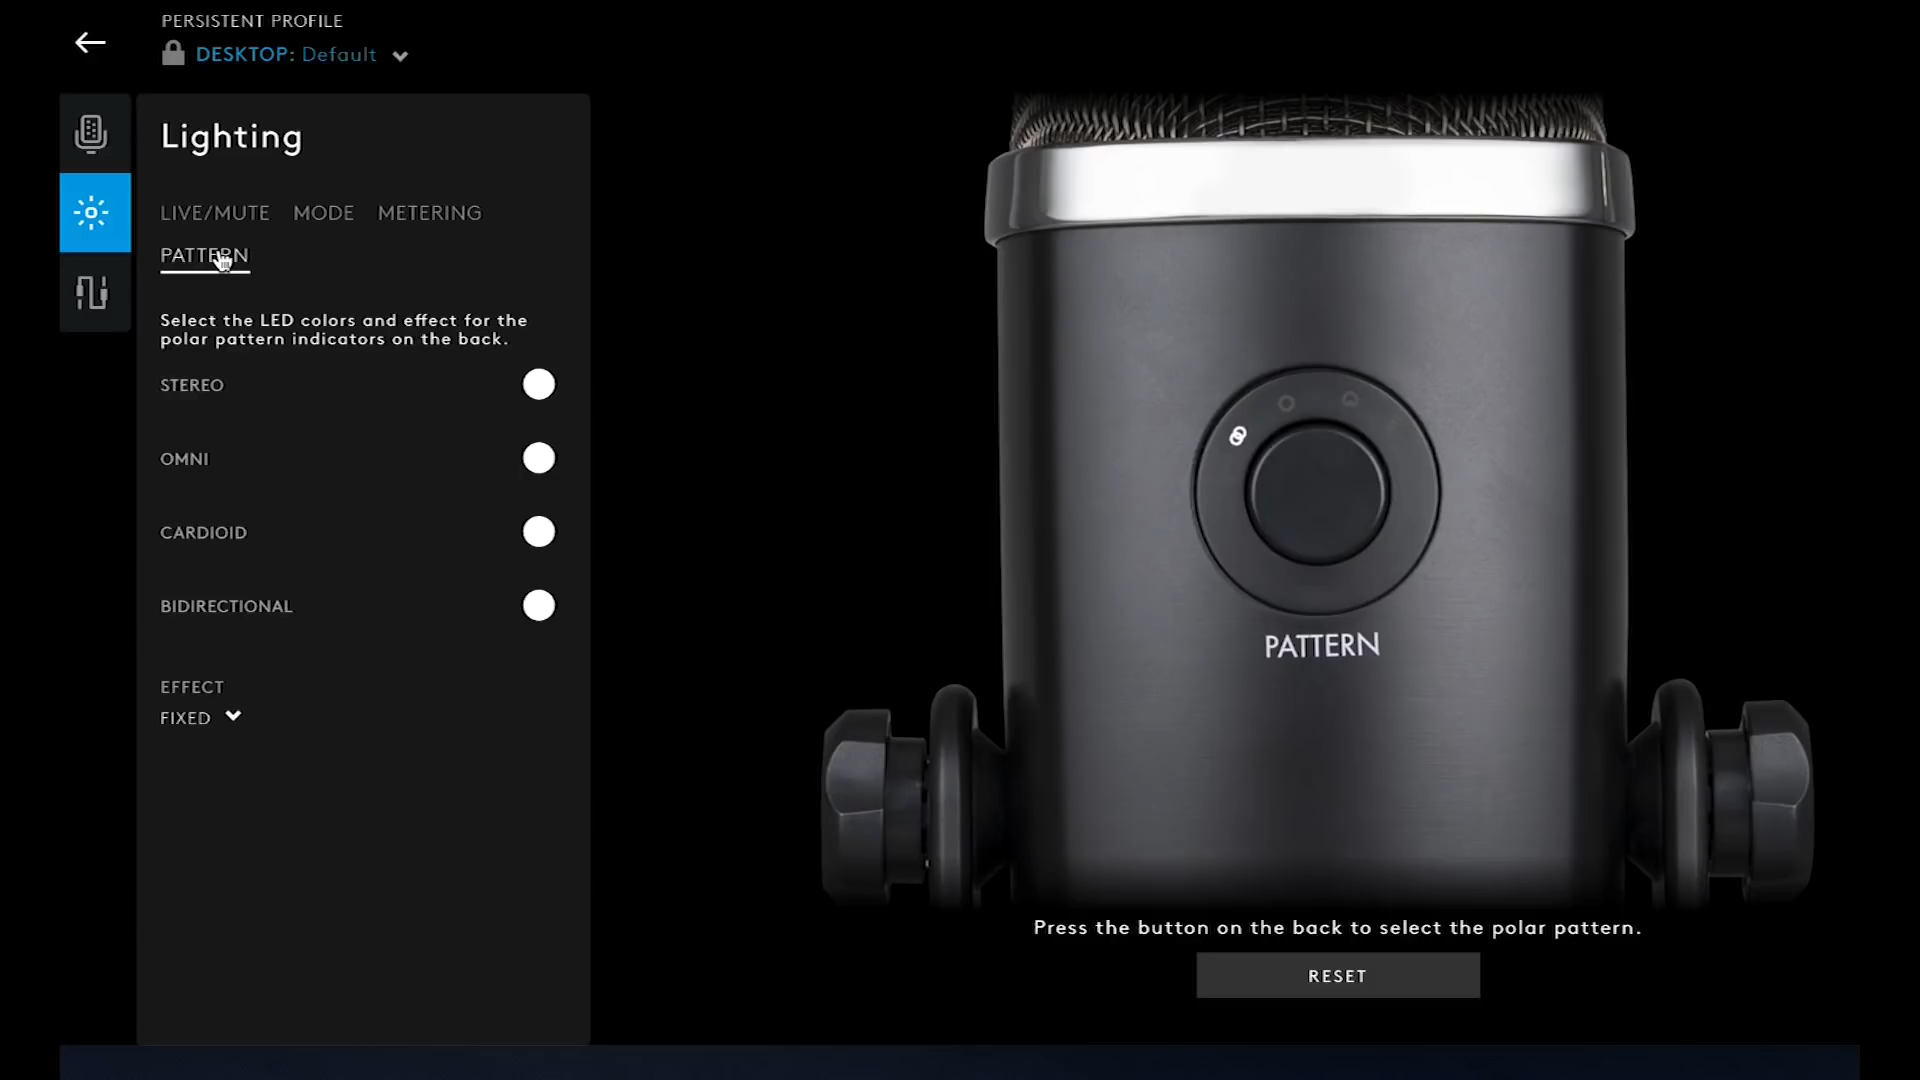 PERSISTENT PROFILE
DESKTOP: Default
Lighting
LIVE/MUTE MODE METERING
PATTERN
Select the LED colors and effect for the
polar pattern indicators on the back.
STEREO
OMNI
CARDIOID
BIDIRECTIONAL
EFFECT
FIXED
PATTERN
Press the button on the back to select the polar pattern.
RESET